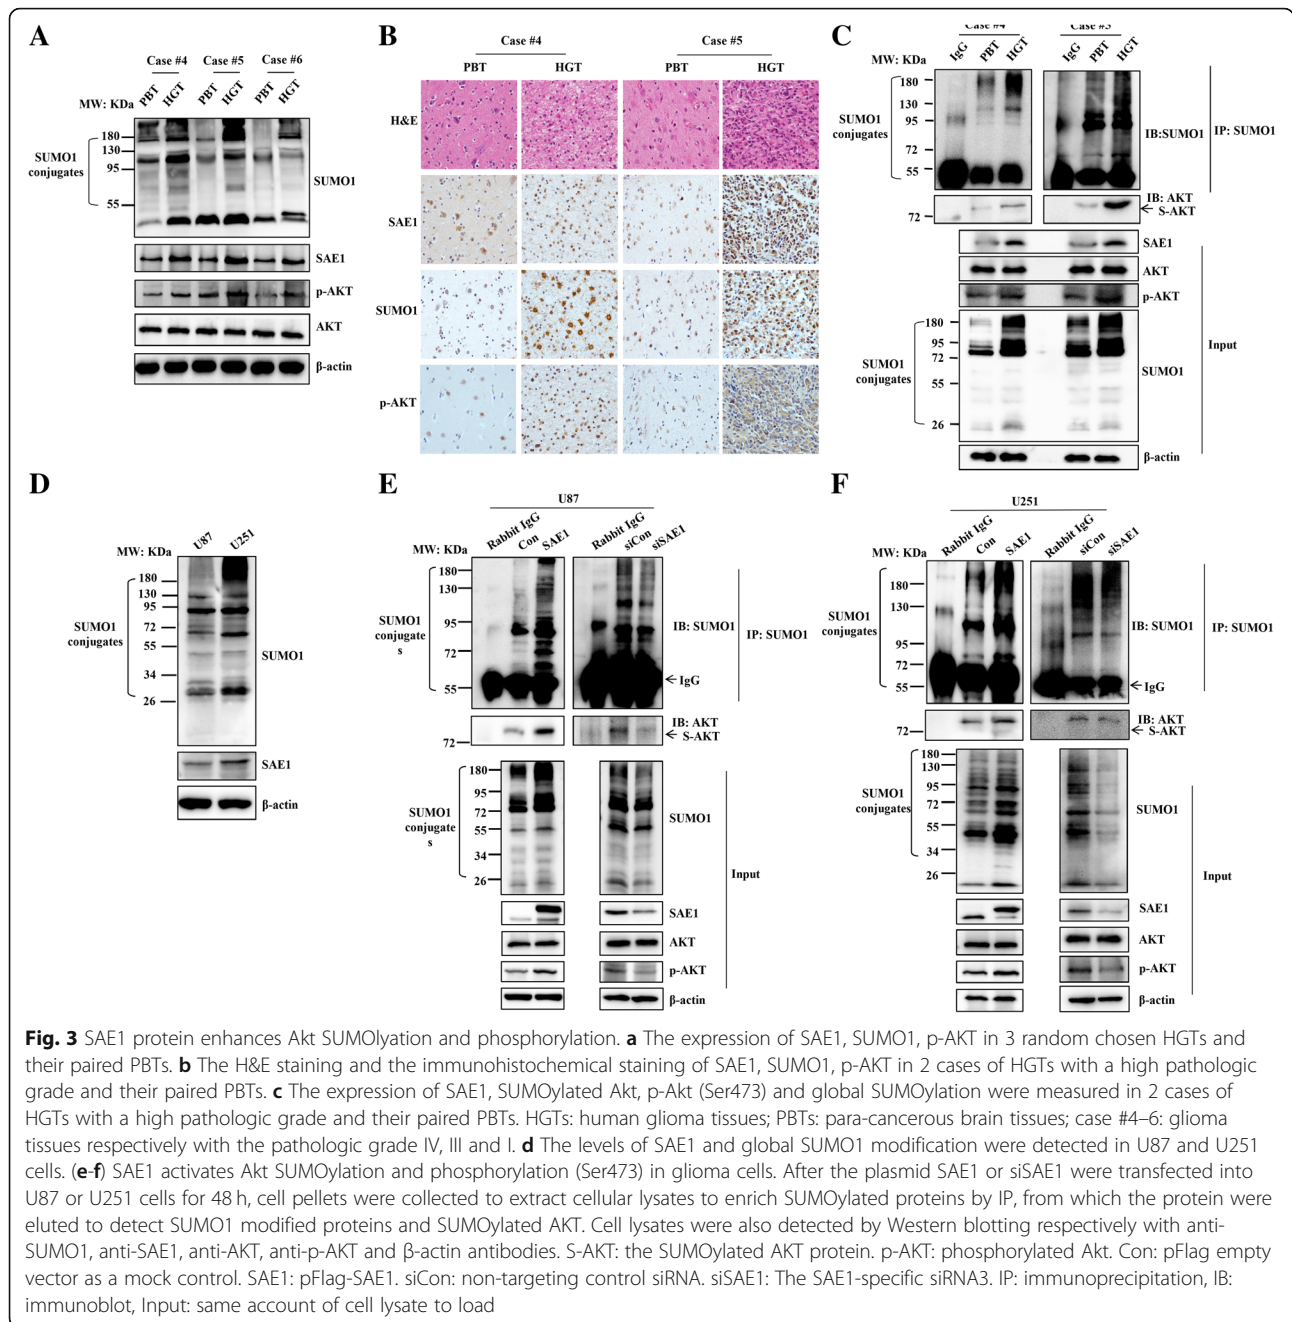 A
Case #4 Case #5 Case #6
PBT HGT PBT HGT PBT HGT
MW: KDa
180
130
95
55
SUMO1
conjugates
SUMO1
SAE1
p-AKT
AKT
β-actin
B
Case #4 Case #5
PBT HGT PBT HGT
H&E
SAE1
SUMO1
p-AKT
C
Case #4 Case #5
IgG PBT HGT IgG PBT HGT
MW: KDa
180
130
95
72
55
SUMO1
conjugates
IB:SUMO1
IP: SUMO1
72
IB: AKT
S-AKT
SAE1
AKT
p-AKT
180
95
72
55
26
SUMO1
conjugates
SUMO1
Input
β-actin
D
U87 U251
MW: KDa
180
130
95
72
55
34
26
SUMO1
conjugates
SUMO1
SAE1
β-actin
E
U87
Rabbit IgG Con SAE1 Rabbit IgG siCon siSAE1
MW: KDa
180
130
95
72
55
SUMO1
conjugate
s
IB: SUMO1
IP: SUMO1
IgG
72
IB: AKT
S-AKT
180
95
72
55
34
26
SUMO1
conjugate
s
SUMO1
Input
SAE1
AKT
p-AKT
β-actin
F
U251
Rabbit IgG Con SAE1 Rabbit IgG siCon siSAE1
MW: KDa
180
130
95
72
55
SUMO1
conjugates
IB: SUMO1
IP: SUMO1
IgG
72
IB: AKT
S-AKT
180
130
95
72
55
34
26
SUMO1
conjugates
SUMO1
Input
SAE1
AKT
p-AKT
β-actin
Fig. 3 SAE1 protein enhances Akt SUMOlyation and phosphorylation. a The expression of SAE1, SUMO1, p-AKT in 3 random chosen HGTs and
their paired PBTs. b The H&E staining and the immunohistochemical staining of SAE1, SUMO1, p-AKT in 2 cases of HGTs with a high pathologic
grade and their paired PBTs. c The expression of SAE1, SUMOylated Akt, p-Akt (Ser473) and global SUMOylation were measured in 2 cases of
HGTs with a high pathologic grade and their paired PBTs. HGTs: human glioma tissues; PBTs: para-cancerous brain tissues; case #4–6: glioma
tissues respectively with the pathologic grade IV, III and I. d The levels of SAE1 and global SUMO1 modification were detected in U87 and U251
cells. (e-f) SAE1 activates Akt SUMOylation and phosphorylation (Ser473) in glioma cells. After the plasmid SAE1 or siSAE1 were transfected into
U87 or U251 cells for 48 h, cell pellets were collected to extract cellular lysates to enrich SUMOylated proteins by IP, from which the protein were
eluted to detect SUMO1 modified proteins and SUMOylated AKT. Cell lysates were also detected by Western blotting respectively with anti-
SUMO1, anti-SAE1, anti-AKT, anti-p-AKT and β-actin antibodies. S-AKT: the SUMOylated AKT protein. p-AKT: phosphorylated Akt. Con: pFlag empty
vector as a mock control. SAE1: pFlag-SAE1. siCon: non-targeting control siRNA. siSAE1: The SAE1-specific siRNA3. IP: immunoprecipitation, IB:
immunoblot, Input: same account of cell lysate to load